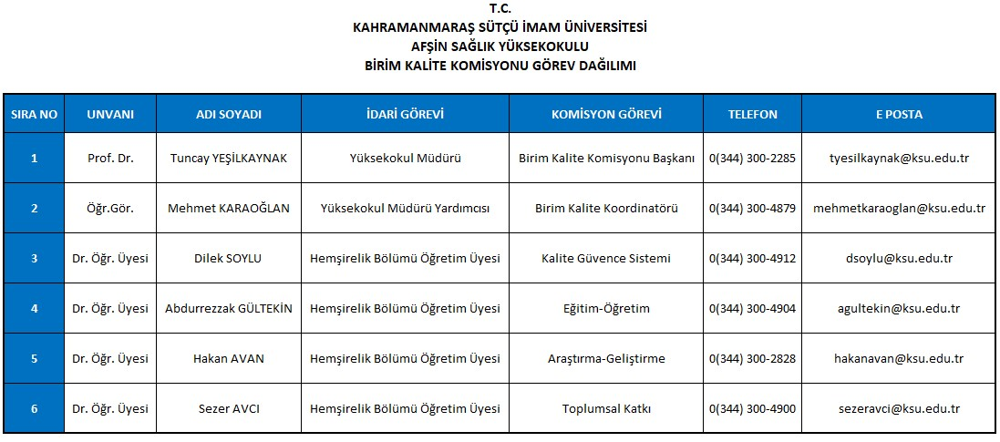 T.C.
KAHRAMANMARAŞ SÜTÇÜ İMAM ÜNİVERSİTESİ
AFŞİN SAĞLIK YÜKSEKOKULU
BİRİM KALİTE KOMİSYONU GÖREV DAĞILIMI
SIRA NO UNVANI ADI SOYADI İDARİ GÖREVİ KOMİSYON GÖREVİ TELEFON E POSTA
1 Prof. Dr. Tuncay YEŞİLKAYNAK Yüksekokul Müdürü Birim Kalite Komisyonu Başkanı 0(344) 300-2285 tyesilkaynak@ksu.edu.tr
2 Öğr.Gör. Mehmet KARAOĞLAN Yüksekokul Müdürü Yardımcısı Birim Kalite Koordinatörü 0(344) 300-4879 mehmetkaraoglan@ksu.edu.tr
3 Dr. Öğr. Üyesi Dilek SOYLU Hemşirelik Bölümü Öğretim Üyesi Kalite Güvence Sistemi 0(344) 300-4912 dsoylu@ksu.edu.tr
4 Dr. Öğr. Üyesi Abdurrezzak GÜLTEKİN Hemşirelik Bölümü Öğretim Üyesi Eğitim-Öğretim 0(344) 300-4904 agultekin@ksu.edu.tr
5 Dr. Öğr. Üyesi Hakan AVAN Hemşirelik Bölümü Öğretim Üyesi Araştırma-Geliştirme 0(344) 300-2828 hakanavan@ksu.edu.tr
6 Dr. Öğr. Üyesi Sezer AVCI Hemşirelik Bölümü Öğretim Üyesi Toplumsal Katkı 0(344) 300-4900 sezeravci@ksu.edu.tr